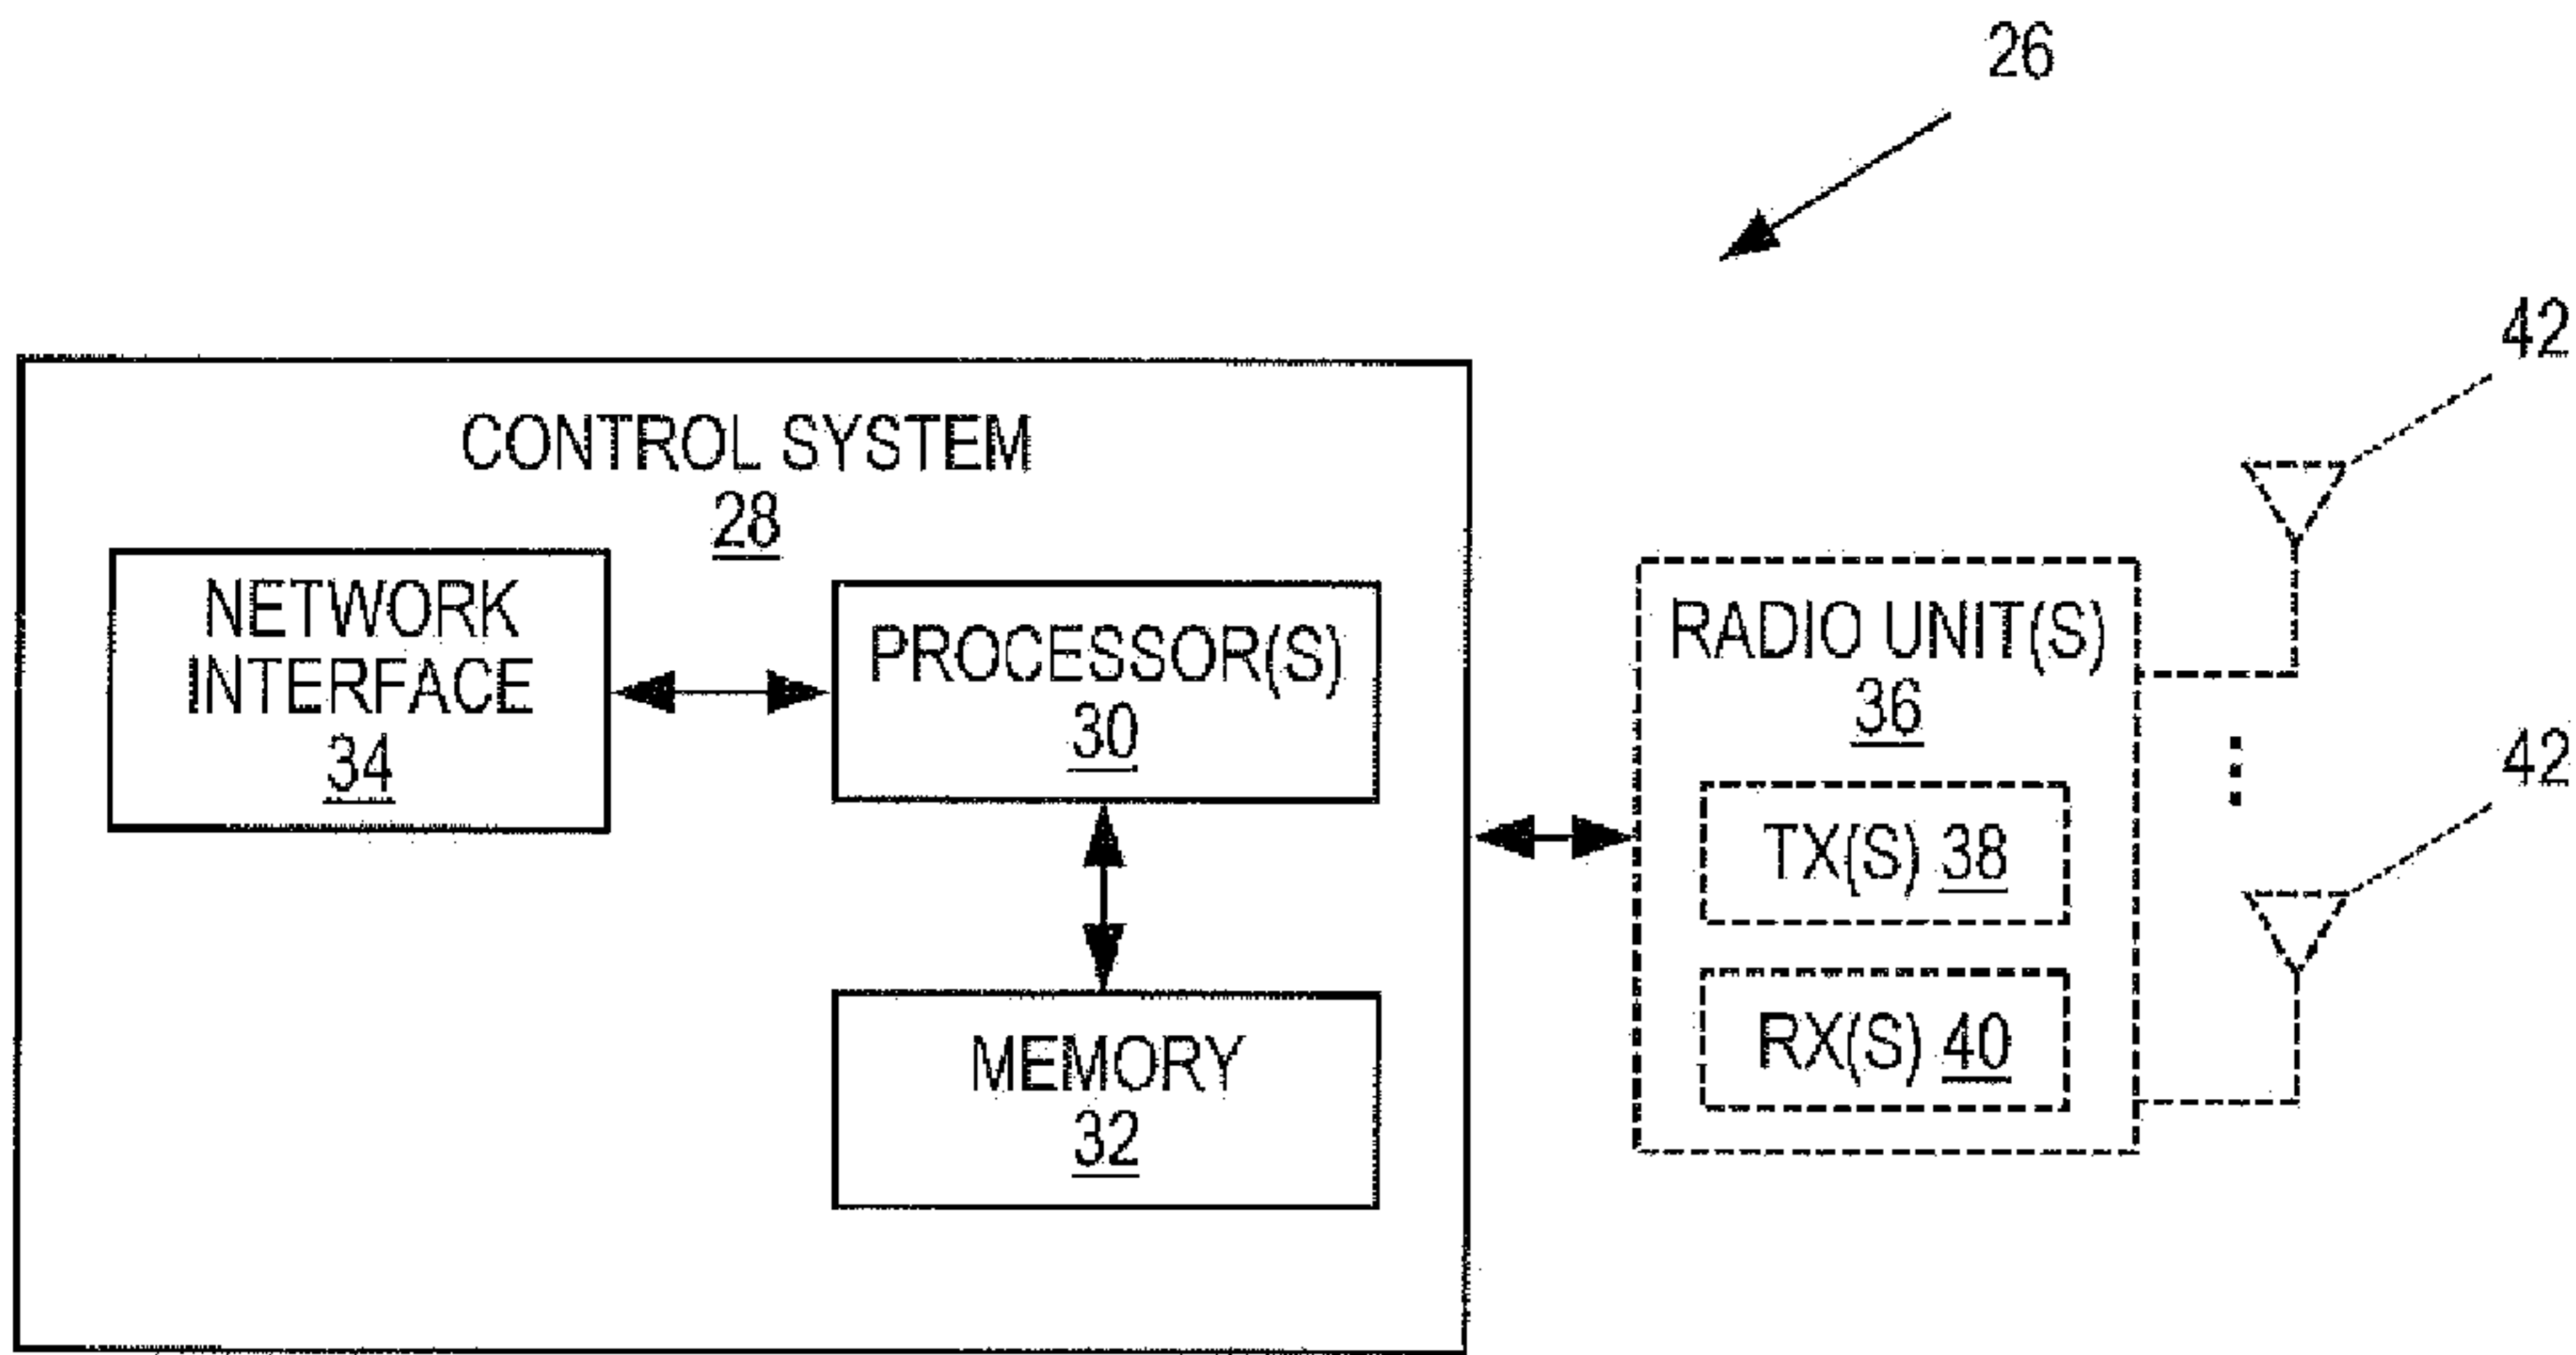 26
42
CONTROL SYSTEM
28
NETWORK
INTERFACE
34
PROCESSOR(S)
30
MEMORY
32
RADIO UNIT(S)
36
TX(S) 38
RX(S) 40
42